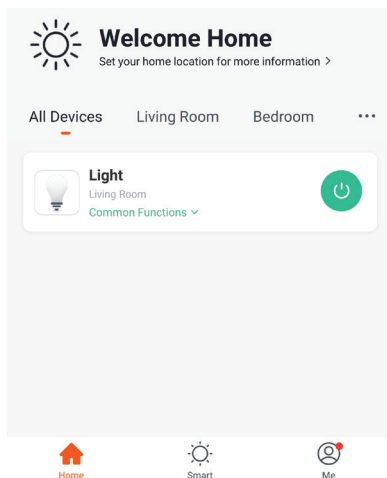 Welcome Home
Set your home location for more information >
All Devices Living Room Bedroom ...
Light
Living Room
Common Functions
Home Smart Me